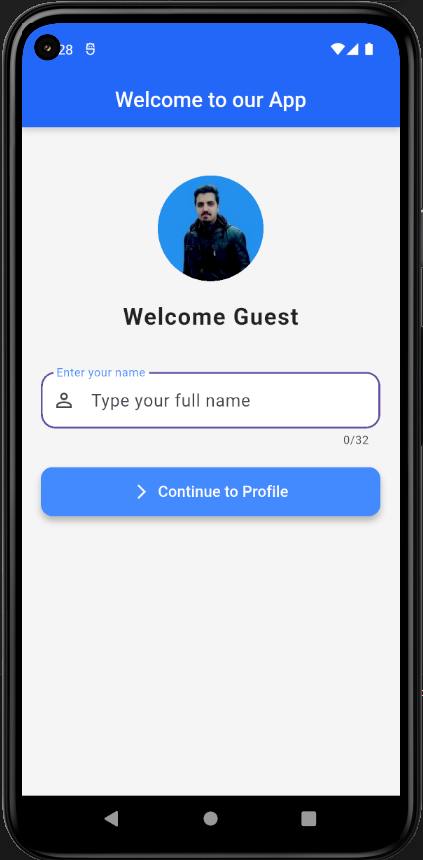 28
Welcome to our App
Welcome Guest
Enter your name
Type your full name
0/32
Continue to Profile